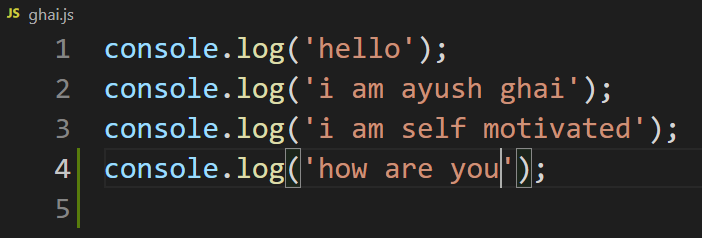 JS ghai.js
1 console.log('hello');
2 console.log('i am ayush ghai');
3 console.log('i am self motivated');
4 console.log('how are you');
5